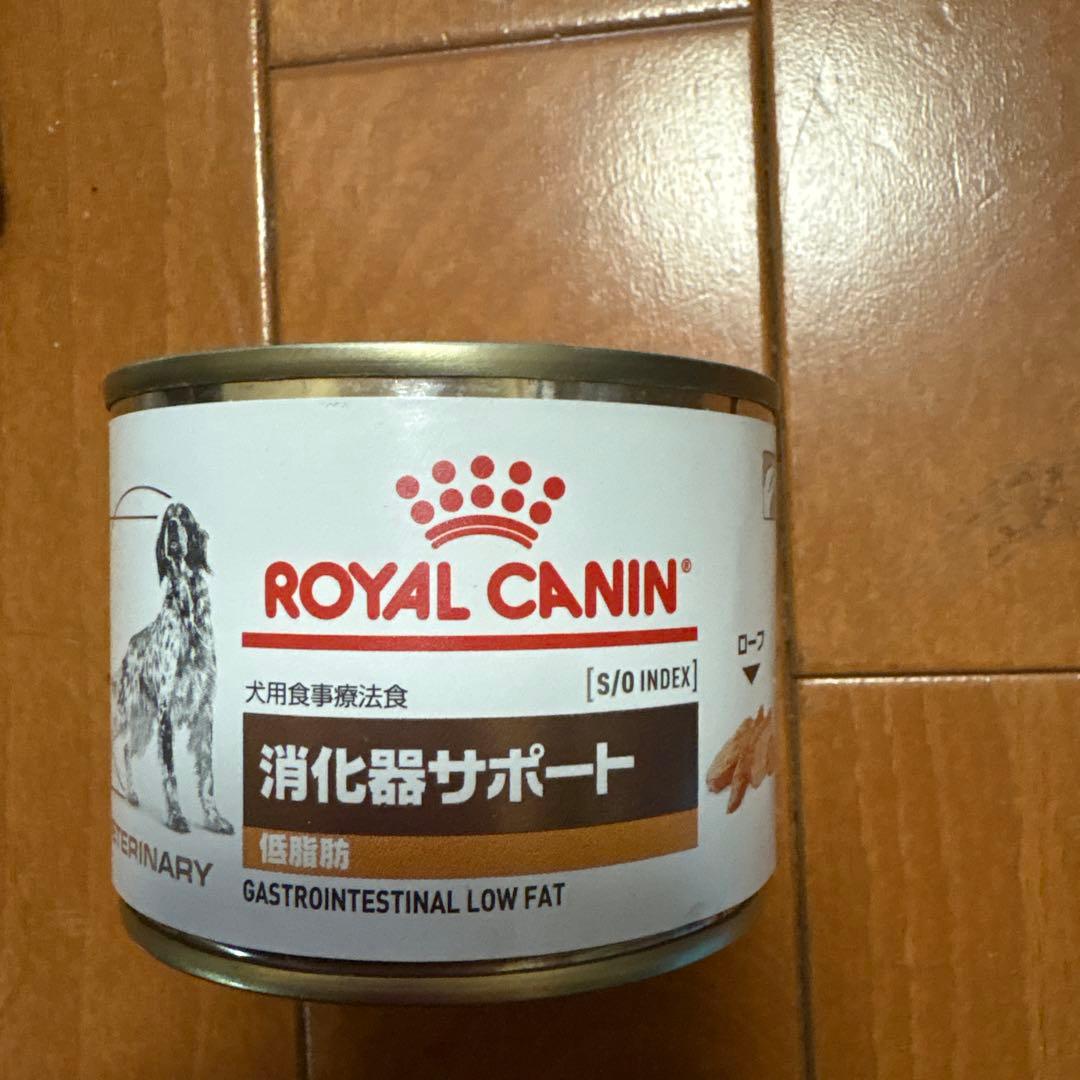 ROYAL CANIN®
[S/O INDEX]
犬用食事療法食
消化器サポート
低脂肪
GASTROINTESTINAL LOW FAT
ローフ